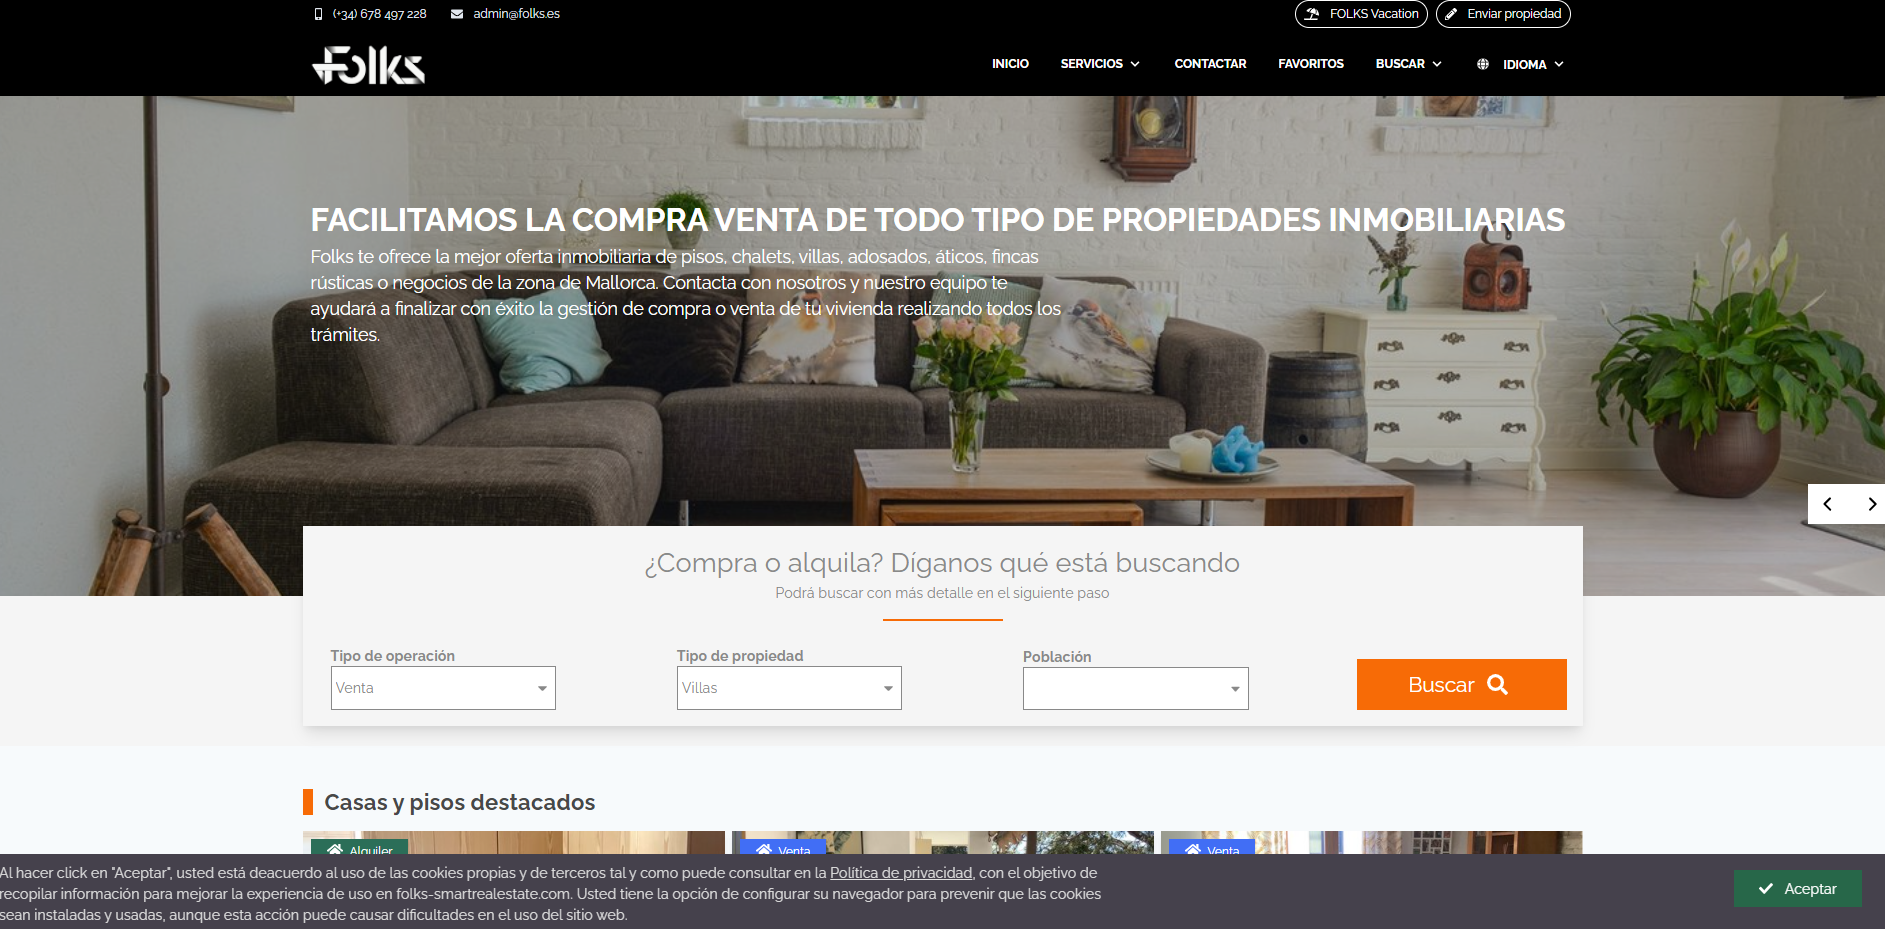 (+34) 678 497 228 admin@folks.es FOLKS Vacation Enviar propiedad
Folks INICIO SERVICIOS CONTACTAR FAVORITOS BUSCAR IDIOMA
FACILITAMOS LA COMPRA VENTA DE TODO TIPO DE PROPIEDADES INMOBILIARIAS
Folks te ofrece la mejor oferta inmobiliaria de pisos, chalets, villas, adosados, áticos, fincas
rústicas o negocios de la zona de Mallorca. Contacta con nosotros y nuestro equipo te
ayudará a finalizar con éxito la gestión de compra o venta de tu vivienda realizando todos los
trámites.
¿Compra o alquila? Díganos qué está buscando
Podrá buscar con más detalle en el siguiente paso
Tipo de operación Tipo de propiedad Población
Venta Villas Buscar
Casas y pisos destacados
Alquiler Venta Venta
Al hacer click en "Aceptar", usted está deacuerdo al uso de las cookies propias y de terceros tal y como puede consultar en la Política de privacidad, con el objetivo de
recopilar información para mejorar la experiencia de uso en folks-smartrealestate.com. Usted tiene la opción de configurar su navegador para prevenir que las cookies
sean instaladas y usadas, aunque esta acción puede causar dificultades en el uso del sitio web.
Aceptar